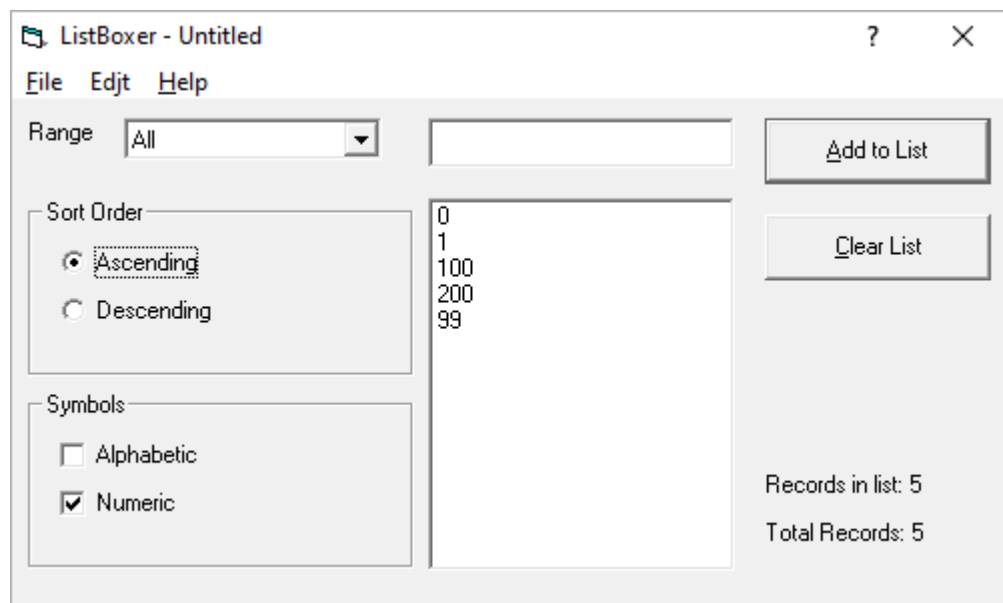 ListBoxer - Untitled ?
File Edjt Help
Range All Add to List
Sort Order
Ascending
Descending
0
1
100
200
99
Clear List
Symbols
Alphabetic
Numeric
Records in list: 5
Total Records: 5